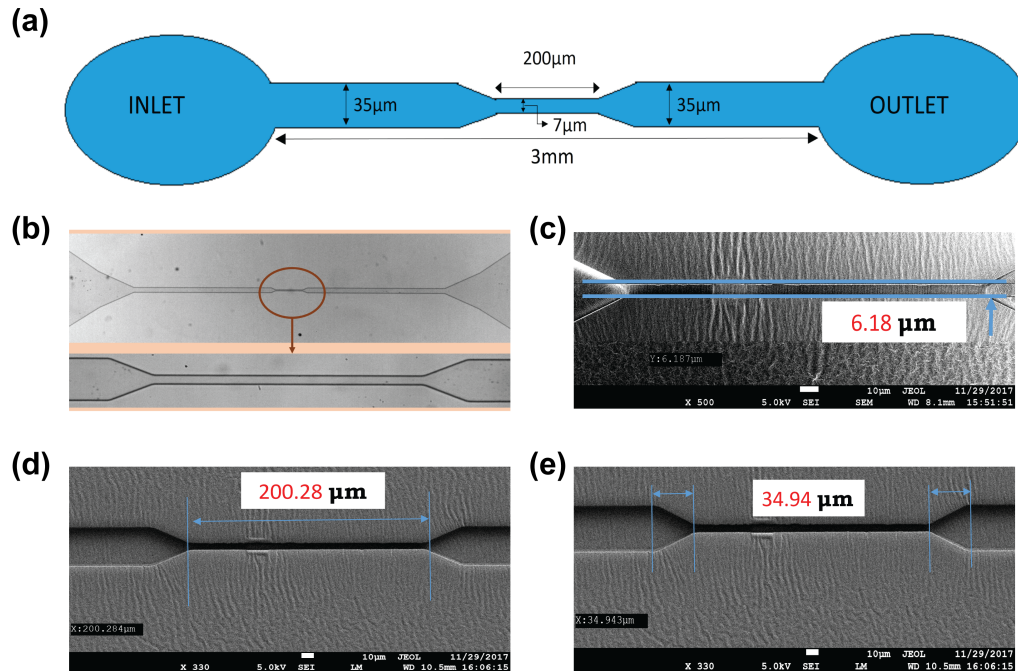 (a)
200μm
INLET
35μm
35μm
OUTLET
7μm
3mm
(b)
(c)
6.18 μm
Y:6.187μm
10μm JEOL 11/29/2017
X 500 5.0kV SEI SEM WD 8.1mm 15:51:51
(d)
200.28 μm
X:200.284μm
10μm JEOL 11/29/2017
X 330 5.0kV SEI LM WD 10.5mm 16:06:15
(e)
34.94 μm
X:34.943μm
10μm JEOL 11/29/2017
X 330 5.0kV SEI LM WD 10.5mm 16:06:15